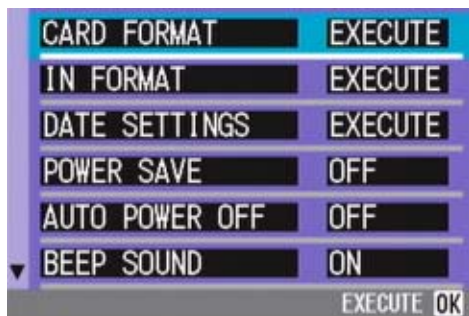 CARD FORMAT EXECUTE
IN FORMAT EXECUTE
DATE SETTINGS EXECUTE
POWER SAVE OFF
AUTO POWER OFF OFF
BEEP SOUND ON
EXECUTE OK